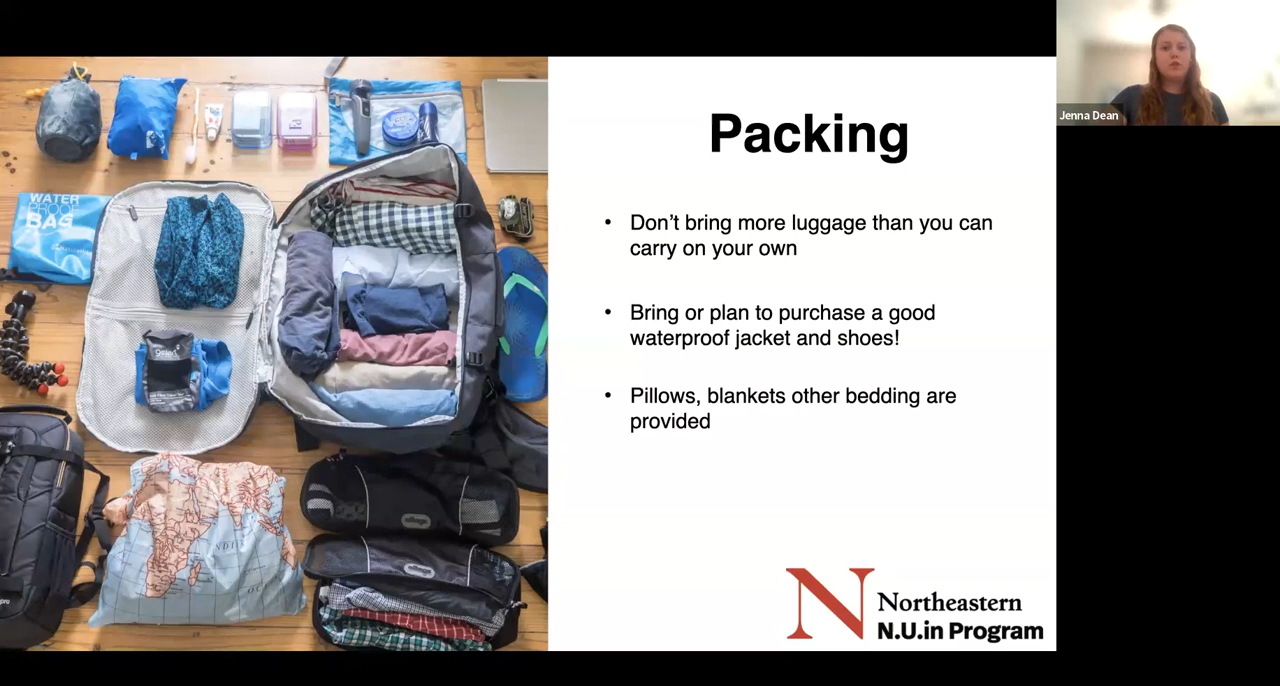 Packing
• Don’t bring more luggage than you can
carry on your own
• Bring or plan to purchase a good
waterproof jacket and shoes!
• Pillows, blankets other bedding are
provided
N Northeastern
N.U.in Program
Jenna Dean
WATER
PROOF
BAG